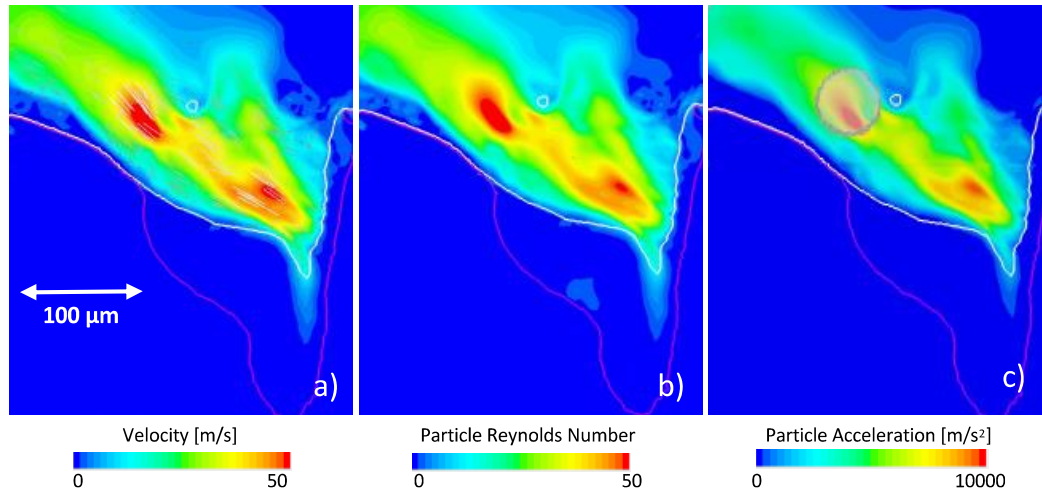 100 µm
a)
b)
c)
Velocity [m/s]
0 50
Particle Reynolds Number
0 50
Particle Acceleration [m/s²]
0 10000